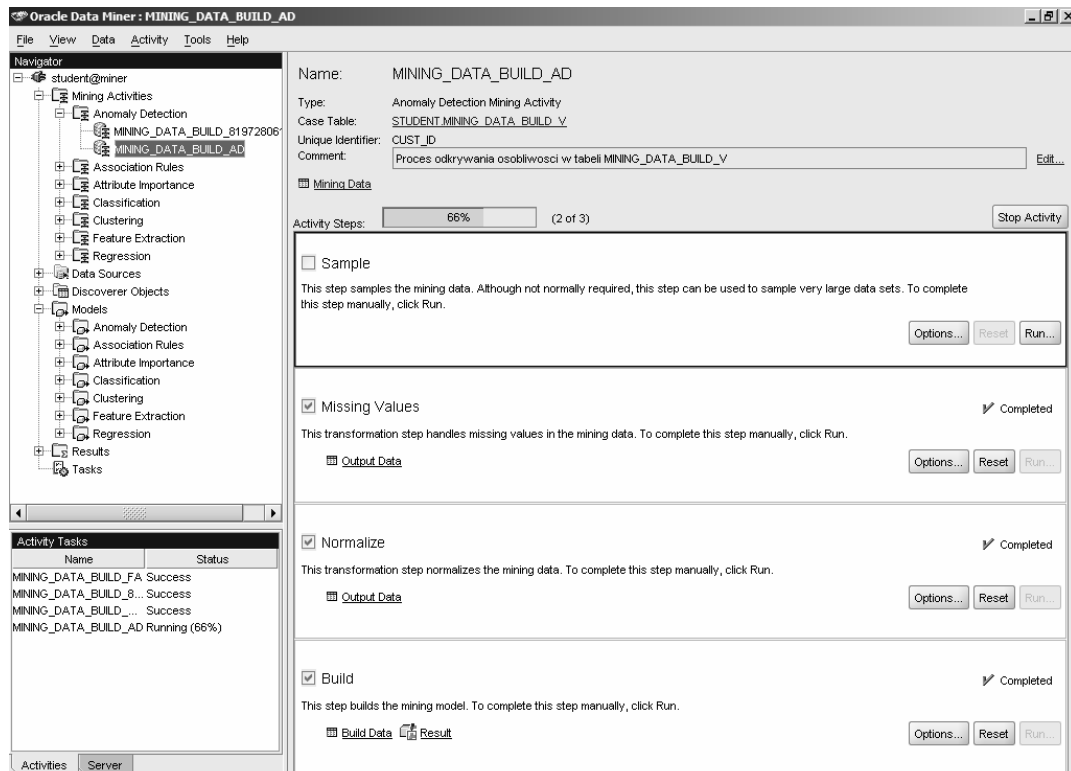 Oracle Data Miner : MINING_DATA_BUILD_AD
File View Data Activity Tools Help
Navigator
student@miner
Mining Activities
Anomaly Detection
MINING_DATA_BUILD_81972806
MINING_DATA_BUILD_AD
Association Rules
Attribute Importance
Classification
Clustering
Feature Extraction
Regression
Data Sources
Discoverer Objects
Models
Anomaly Detection
Association Rules
Attribute Importance
Classification
Clustering
Feature Extraction
Regression
Results
Tasks
Activity Tasks
Name Status
MINING_DATA_BUILD_FA Success
MINING_DATA_BUILD_8... Success
MINING_DATA_BUILD_... Success
MINING_DATA_BUILD_AD Running (66%)
Activities Server
Name: MINING_DATA_BUILD_AD
Type: Anomaly Detection Mining Activity
Case Table: STUDENT.MINING_DATA_BUILD_V
Unique Identifier: CUST_ID
Comment: Proces odkrywania osobliwosci w tabeli MINING_DATA_BUILD_V Edit...
Mining Data
Activity Steps: 66% (2 of 3) Stop Activity
Sample
This step samples the mining data. Although not normally required, this step can be used to sample very large data sets. To complete
this step manually, click Run.
Options... Reset Run...
Missing Values Completed
This transformation step handles missing values in the mining data. To complete this step manually, click Run.
Output Data Options... Reset Run...
Normalize Completed
This transformation step normalizes the mining data. To complete this step manually, click Run.
Output Data Options... Reset Run...
Build Completed
This step builds the mining model. To complete this step manually, click Run.
Build Data Result Options... Reset Run...